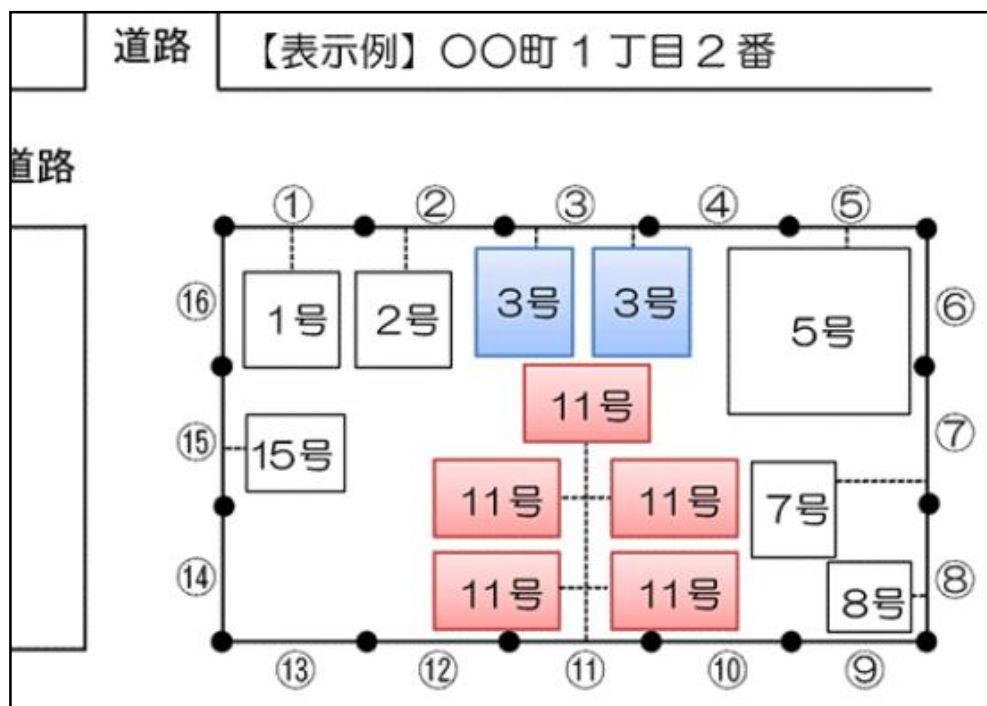 道路
【表示例】〇〇町1丁目2番
道路
① ② ③ ④ ⑤
⑯ 1号 2号 3号 3号 5号 ⑥
11号
⑮ 15号 ⑦
11号 11号 7号
⑭ 11号 11号 8号 ⑧
⑬ ⑫ ⑪ ⑩ ⑨